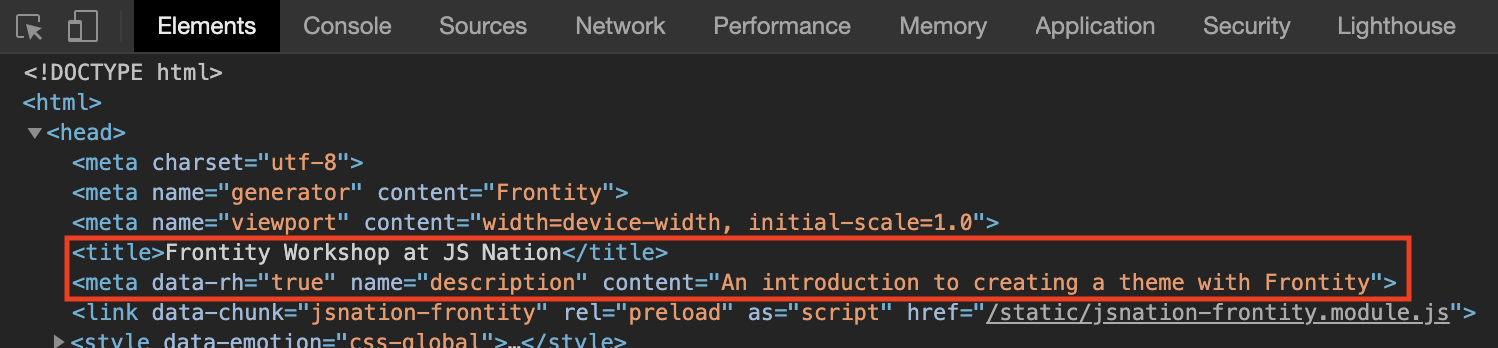 Elements Console Sources Network Performance Memory Application Security Lighthouse
<!DOCTYPE html>
<html>
<head>
<meta charset="utf-8">
<meta name="generator" content="Frontity">
<meta name="viewport" content="width=device-width, initial-scale=1.0">
<title>Frontity Workshop at JS Nation</title>
<meta data-rh="true" name="description" content="An introduction to creating a theme with Frontity">
<link data-chunk="jsnation-frontity" rel="preload" as="script" href="/static/jsnation-frontity.module.js">
<style data-emotion="css-global">…</style>